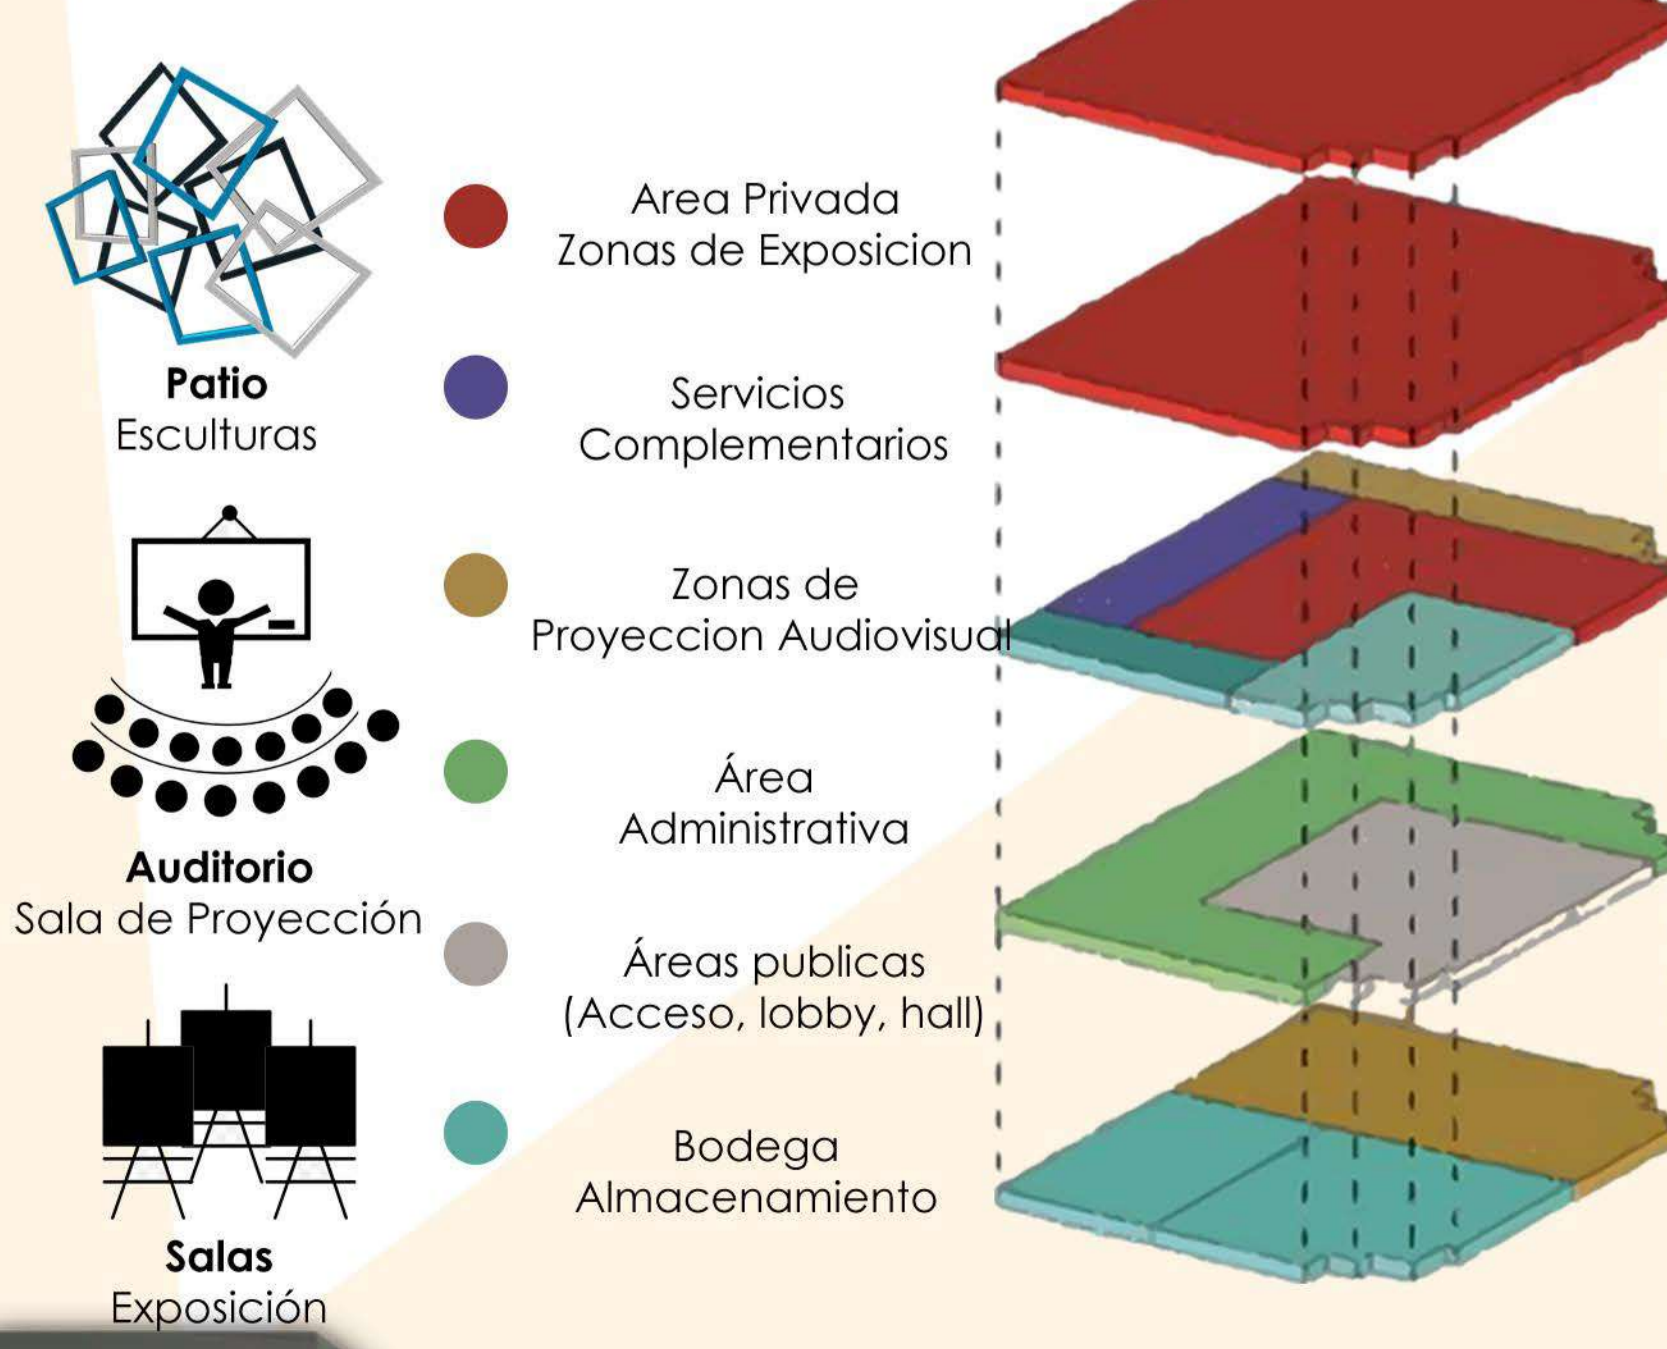 Patio
Esculturas
Auditorio
Sala de Proyección
Salas
Exposición
Area Privada
Zonas de Exposicion
Servicios
Complementarios
Zonas de
Proyeccion Audiovisual
Área
Administrativa
Áreas publicas
(Acceso, lobby, hall)
Bodega
Almacenamiento